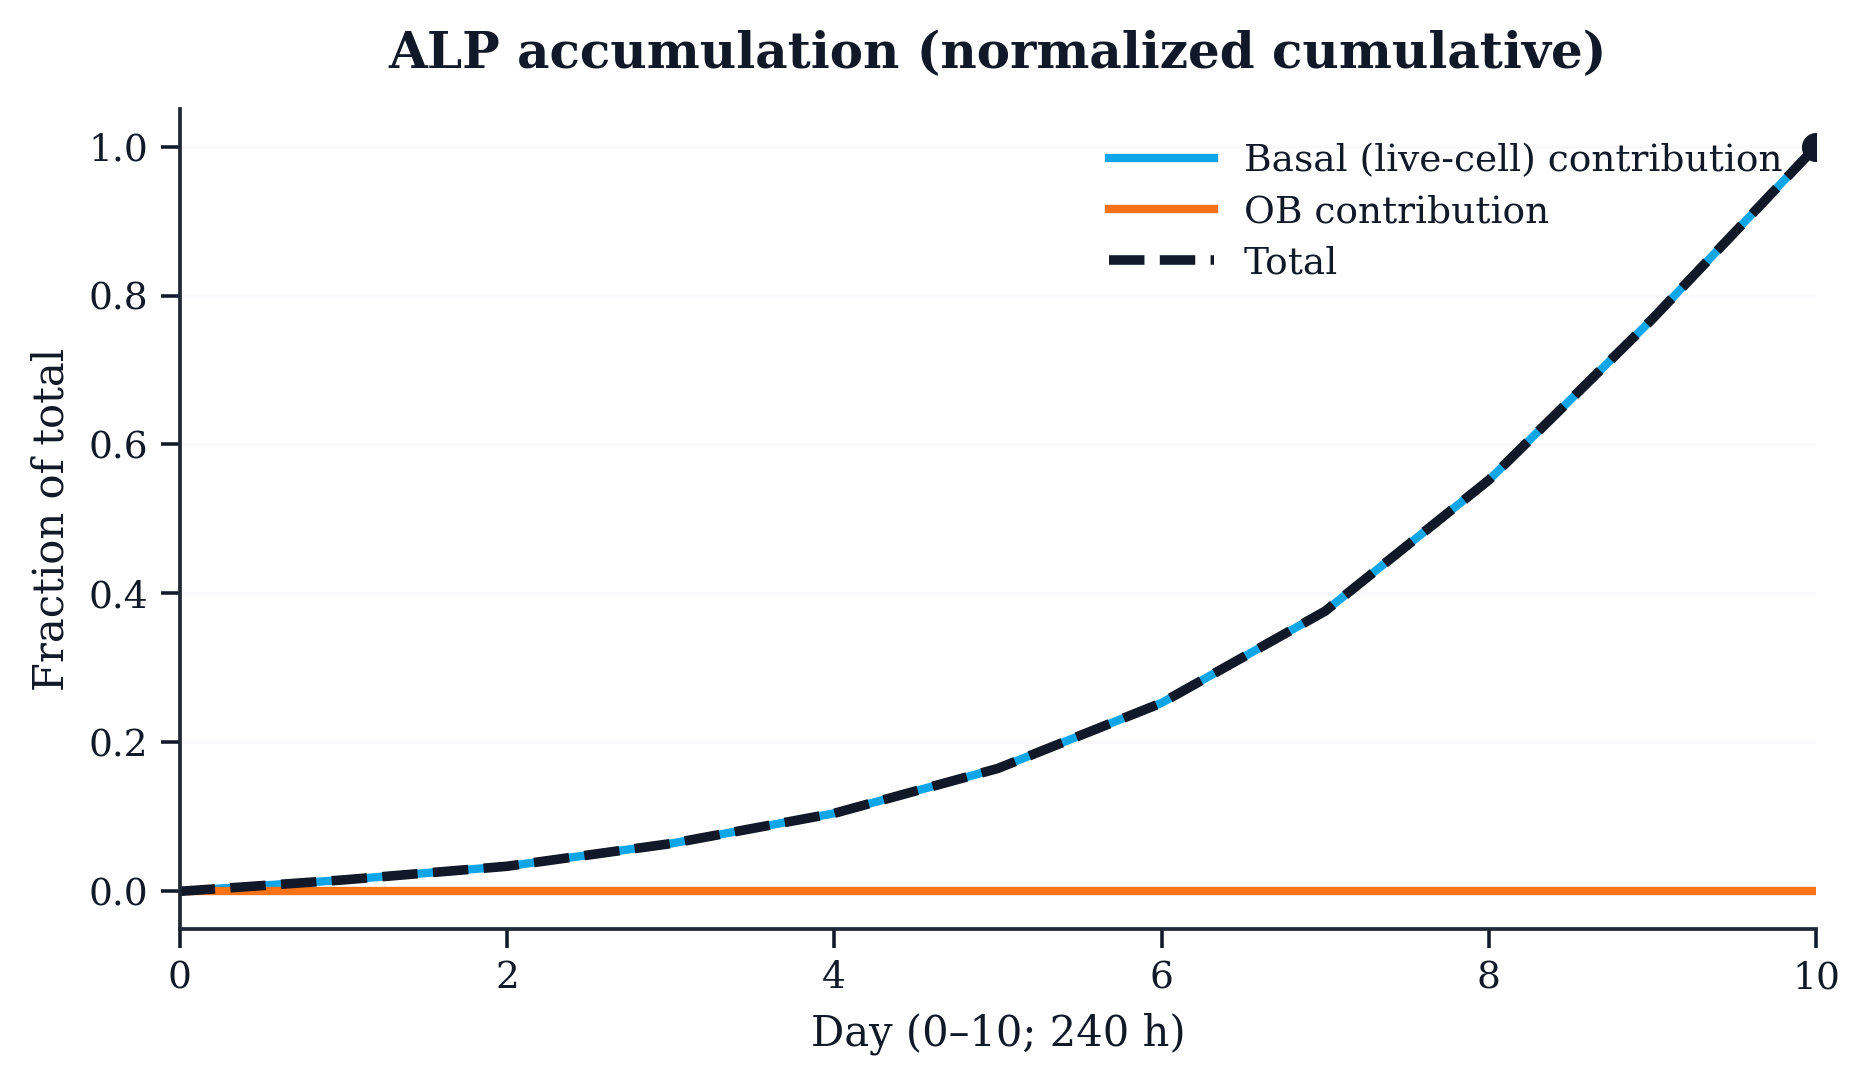 ALP accumulation (normalized cumulative)
Basal (live-cell) contribution
OB contribution
Total
Fraction of total
1.0
0.8
0.6
0.4
0.2
0.0
0 2 4 6 8 10
Day (0–10; 240 h)